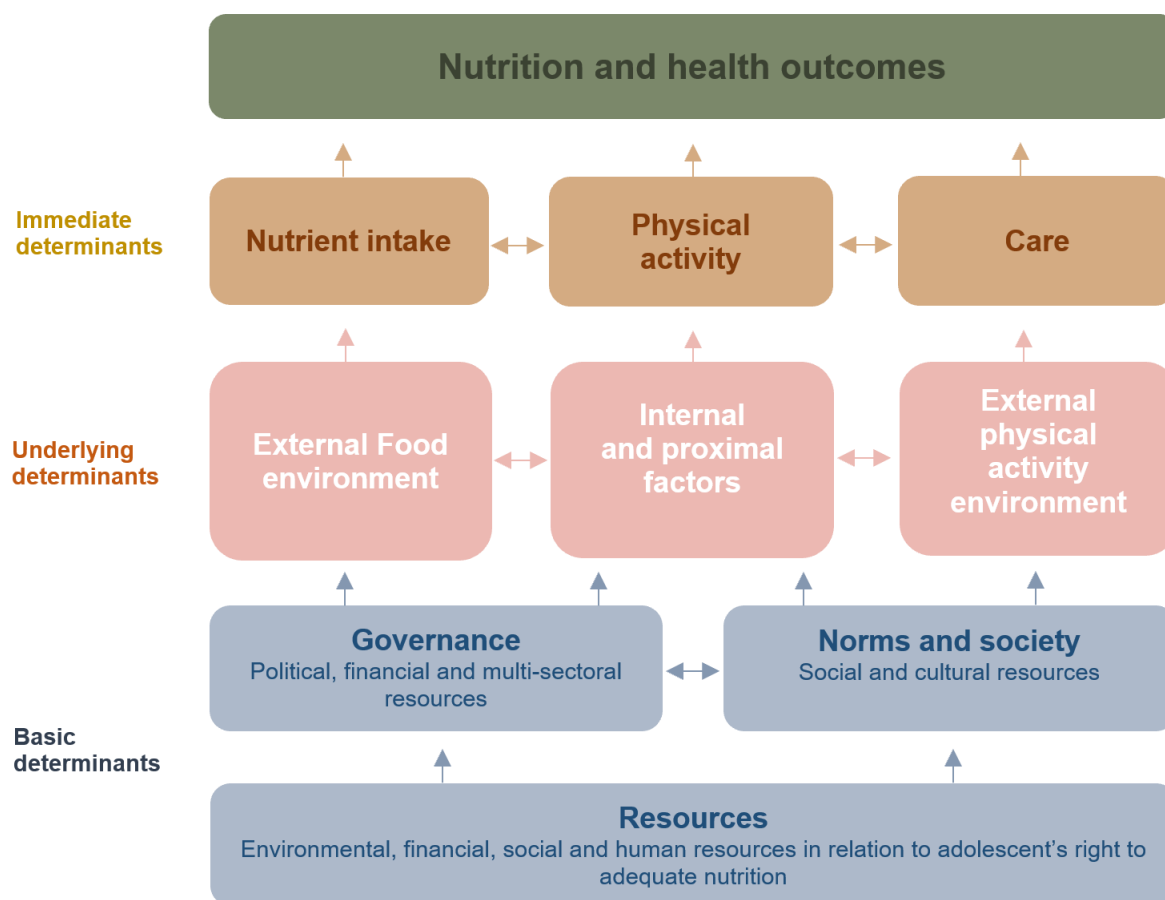 Nutrition and health outcomes
Immediate
determinants
Nutrient intake
Physical
activity
Care
Underlying
determinants
External Food
environment
Internal
and proximal
factors
External
physical
activity
environment
Basic
determinants
Governance
Political, financial and multi-sectoral
resources
Norms and society
Social and cultural resources
Resources
Environmental, financial, social and human resources in relation to adolescent’s right to
adequate nutrition